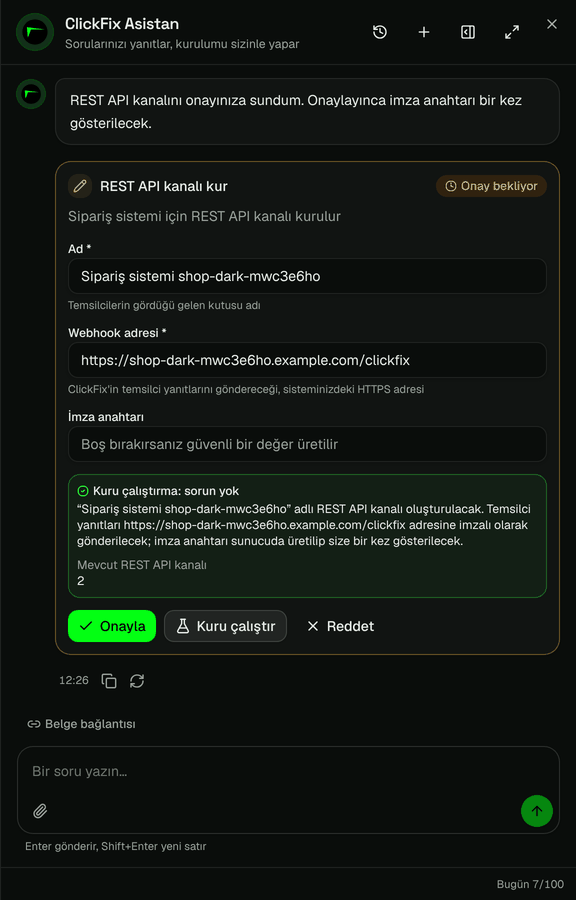 ClickFix Asistan
Sorularınızı yanıtlar, kurulumu sizinle yapar
REST API kanalını onayınıza sundum. Onaylayınca imza anahtarı bir kez
gösterilecek.
REST API kanalı kur
Onay bekliyor
Sipariş sistemi için REST API kanalı kurulur
Ad *
Sipariş sistemi shop-dark-mwc3e6ho
Temsilcilerin gördüğü gelen kutusu adı
Webhook adresi *
https://shop-dark-mwc3e6ho.example.com/clickfix
ClickFix'in temsilci yanıtlarını göndereceği, sisteminizdeki HTTPS adresi
İmza anahtarı
Boş bırakırsanız güvenli bir değer üretilir
Kuru çalıştırma: sorun yok
“Sipariş sistemi shop-dark-mwc3e6ho” adlı REST API kanalı oluşturulacak. Temsilci
yanıtları https://shop-dark-mwc3e6ho.example.com/clickfix adresine imzalı olarak
gönderilecek; imza anahtarı sunucuda üretilip size bir kez gösterilecek.
Mevcut REST API kanalı
2
Onayla
Kuru çalıştır
Reddet
12:26
Belge bağlantısı
Bir soru yazın...
Enter gönderir, Shift+Enter yeni satır
Bugün 7/100